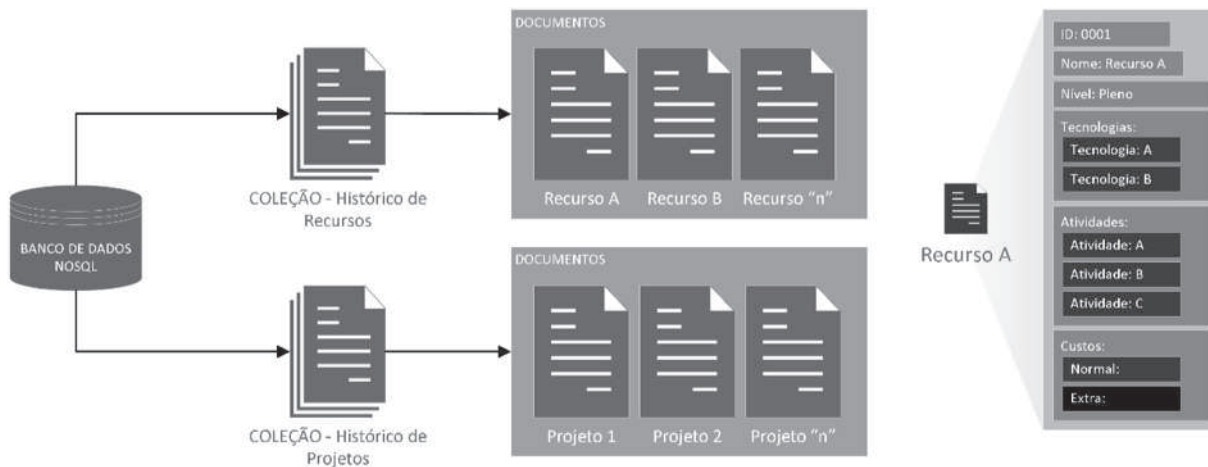 BANCO DE DADOS
NOSQL
COLEÇÃO - Histórico de
Recursos
DOCUMENTOS
Recurso A
Recurso B
Recurso “n”
COLEÇÃO - Histórico de
Projetos
DOCUMENTOS
Projeto 1
Projeto 2
Projeto “n”
Recurso A
ID: 0001
Nome: Recurso A
Nível: Pleno
Tecnologias:
Tecnologia: A
Tecnologia: B
Atividades:
Atividade: A
Atividade: B
Atividade: C
Custos:
Normal:
Extra: